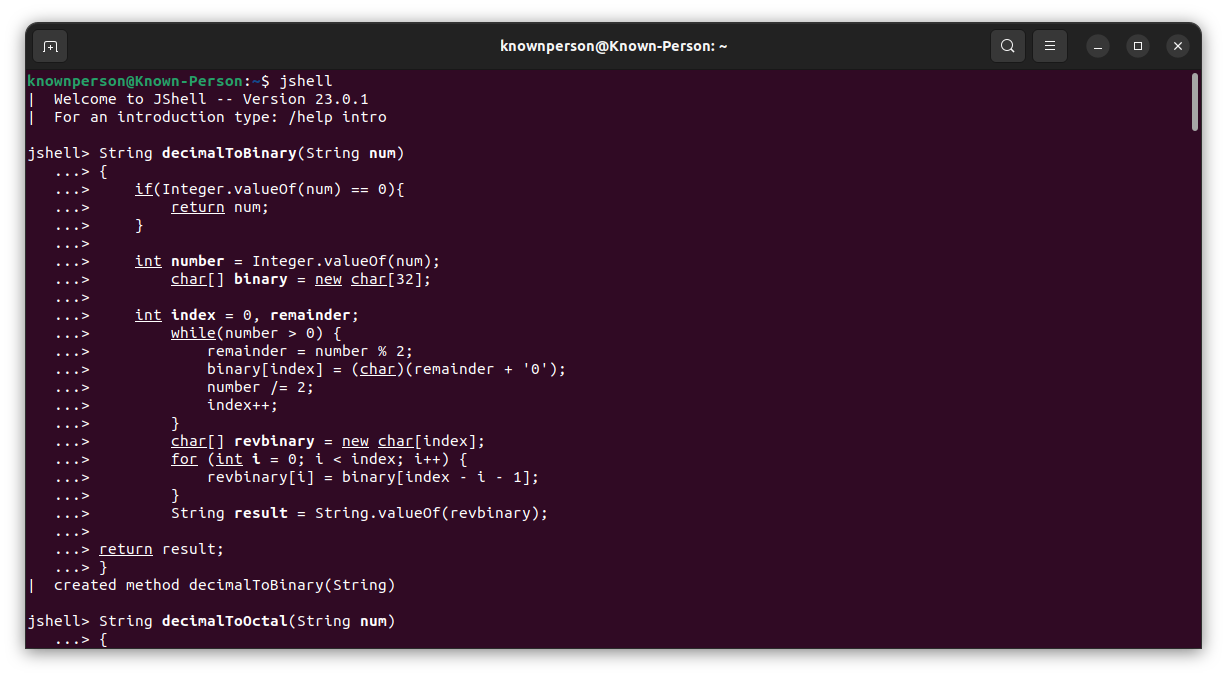 knownperson@Known-Person: ~
knownperson@Known-Person:~$ jshell
|  Welcome to JShell -- Version 23.0.1
|  For an introduction type: /help intro

jshell> String decimalToBinary(String num)
   ...> {
   ...>     if(Integer.valueOf(num) == 0){
   ...>         return num;
   ...>     }
   ...>
   ...>     int number = Integer.valueOf(num);
   ...>         char[] binary = new char[32];
   ...>
   ...>     int index = 0, remainder;
   ...>         while(number > 0) {
   ...>             remainder = number % 2;
   ...>             binary[index] = (char)(remainder + '0');
   ...>             number /= 2;
   ...>             index++;
   ...>         }
   ...>         char[] revbinary = new char[index];
   ...>         for (int i = 0; i < index; i++) {
   ...>             revbinary[i] = binary[index - i - 1];
   ...>         }
   ...>         String result = String.valueOf(revbinary);
   ...>
   ...> return result;
   ...> }
|  created method decimalToBinary(String)

jshell> String decimalToOctal(String num)
   ...> {